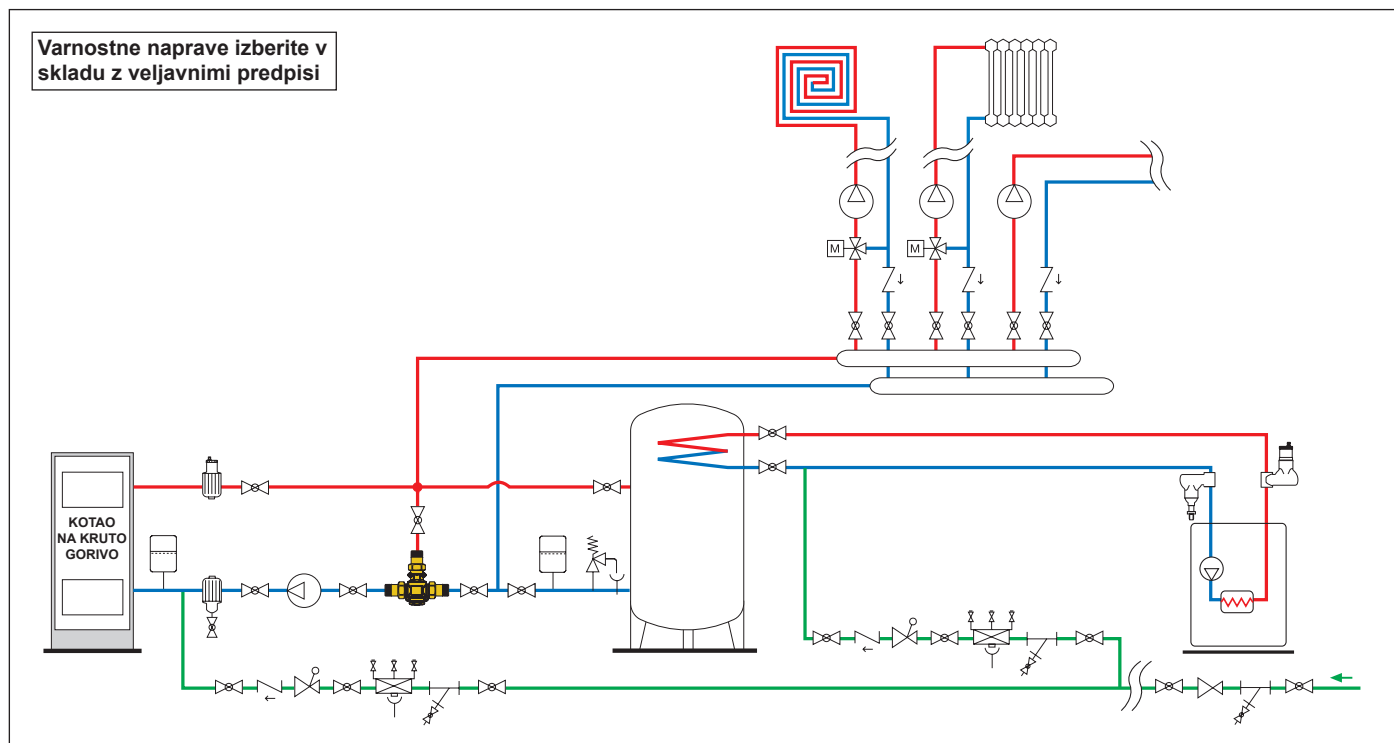 Varnostne naprave izberite v
skladu z veljavnimi predpisi
M
M
KOTAO
NA KRUTO
GORIVO